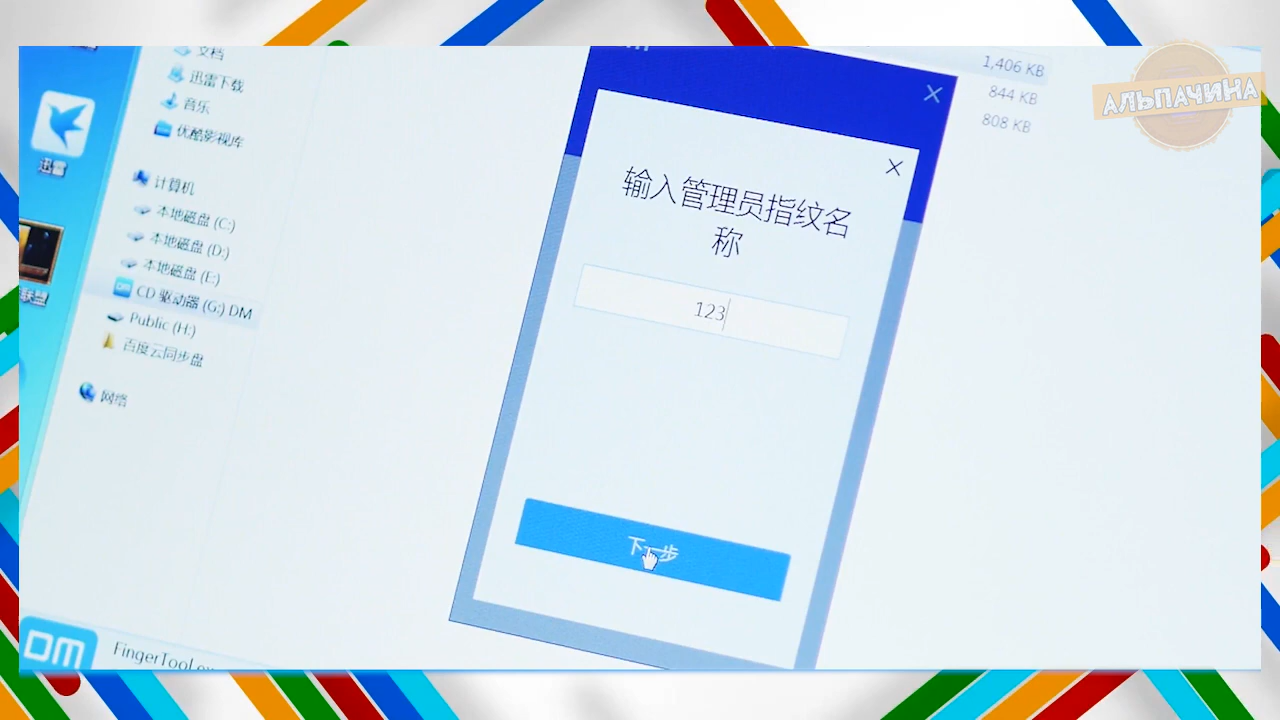 文档
迅雷下载
音乐
优酷影视库
迅雷
计算机
本地磁盘 (C:)
本地磁盘 (D:)
本地磁盘 (E:)
CD 驱动器 (G:) DM
Public (H:)
百度云同步盘
网络
联盟
1,406 KB
844 KB
808 KB
АЛЬПАЧИНА
输入管理员指纹名
称
123
下一步
DM
FingerTool.ex